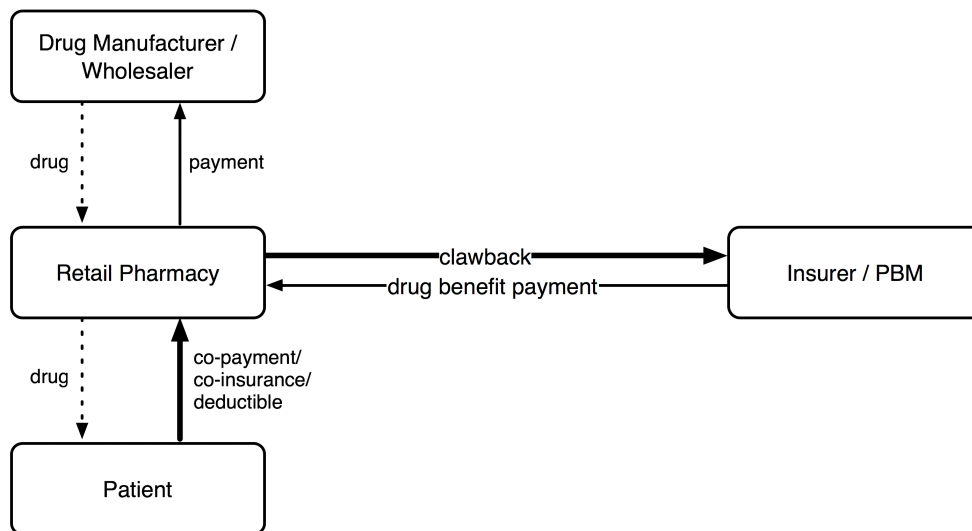 Drug Manufacturer /
Wholesaler
drug
payment
Retail Pharmacy
clawback
drug benefit payment
Insurer / PBM
drug
co-payment/
co-insurance/
deductible
Patient